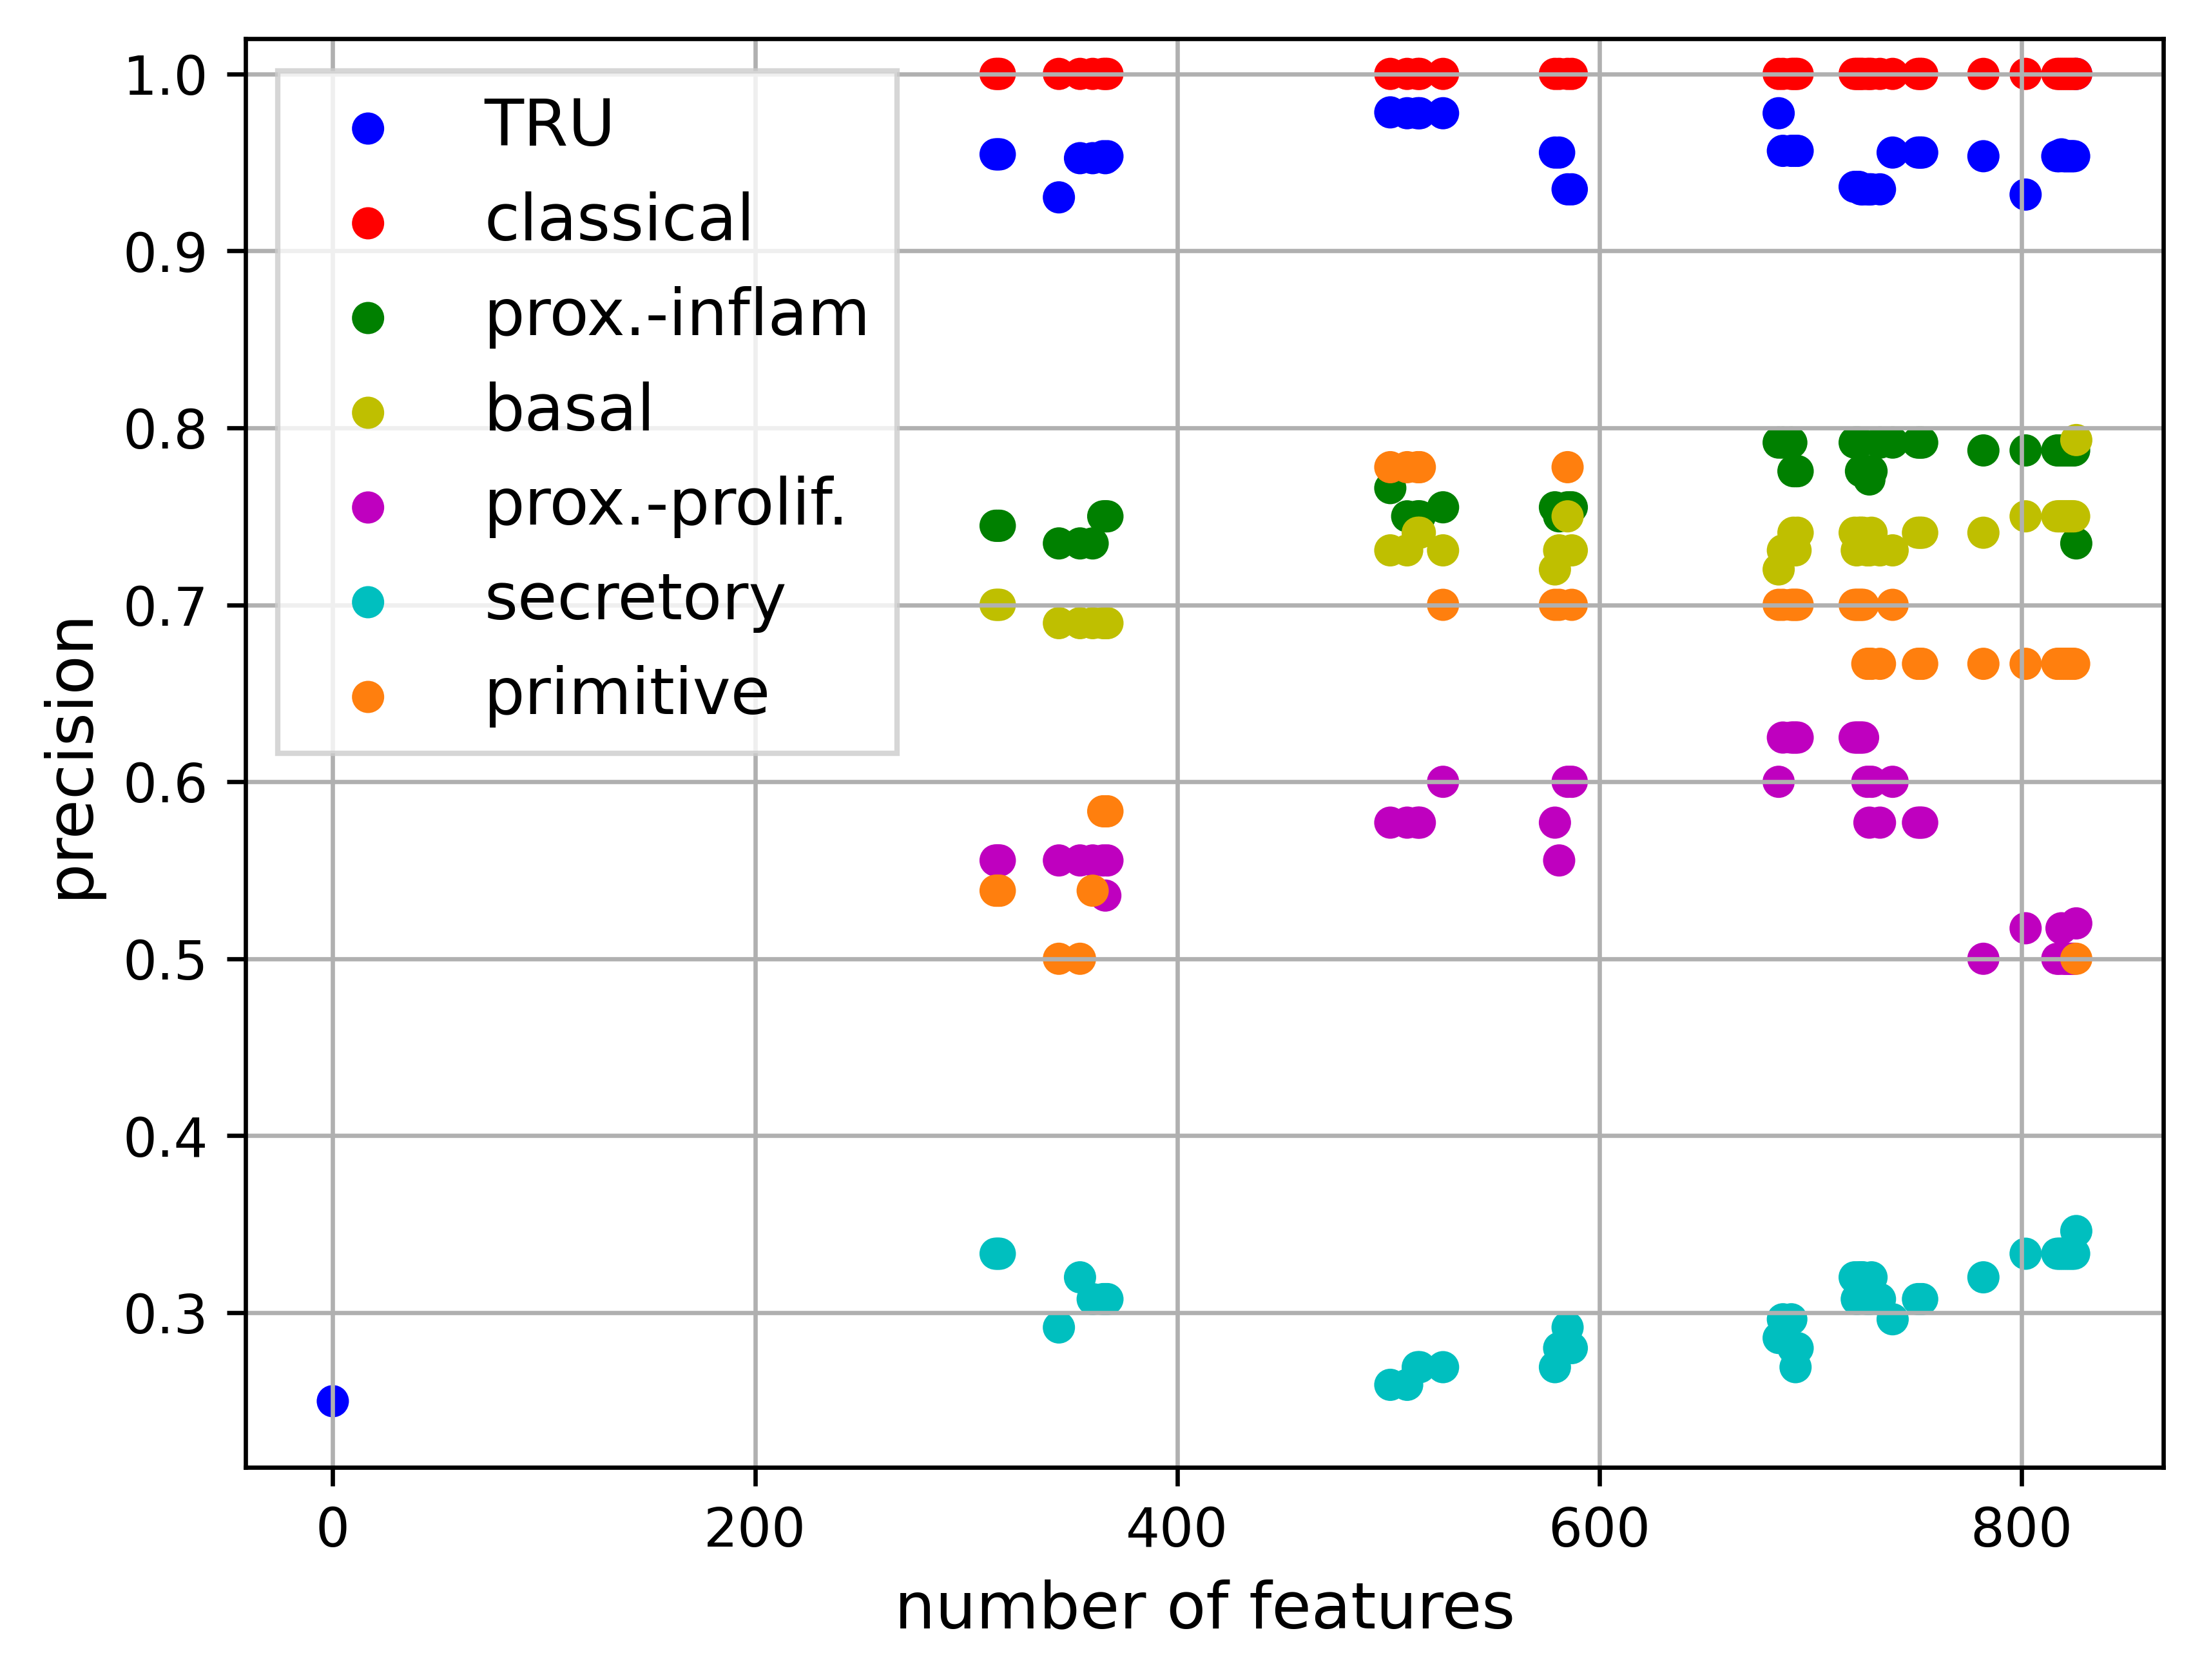 1.0
0.9
0.8
0.7
0.6
0.5
0.4
0.3
precision
TRU
classical
prox.-inflam
basal
prox.-prolif.
secretory
primitive
0 200 400 600 800
number of features